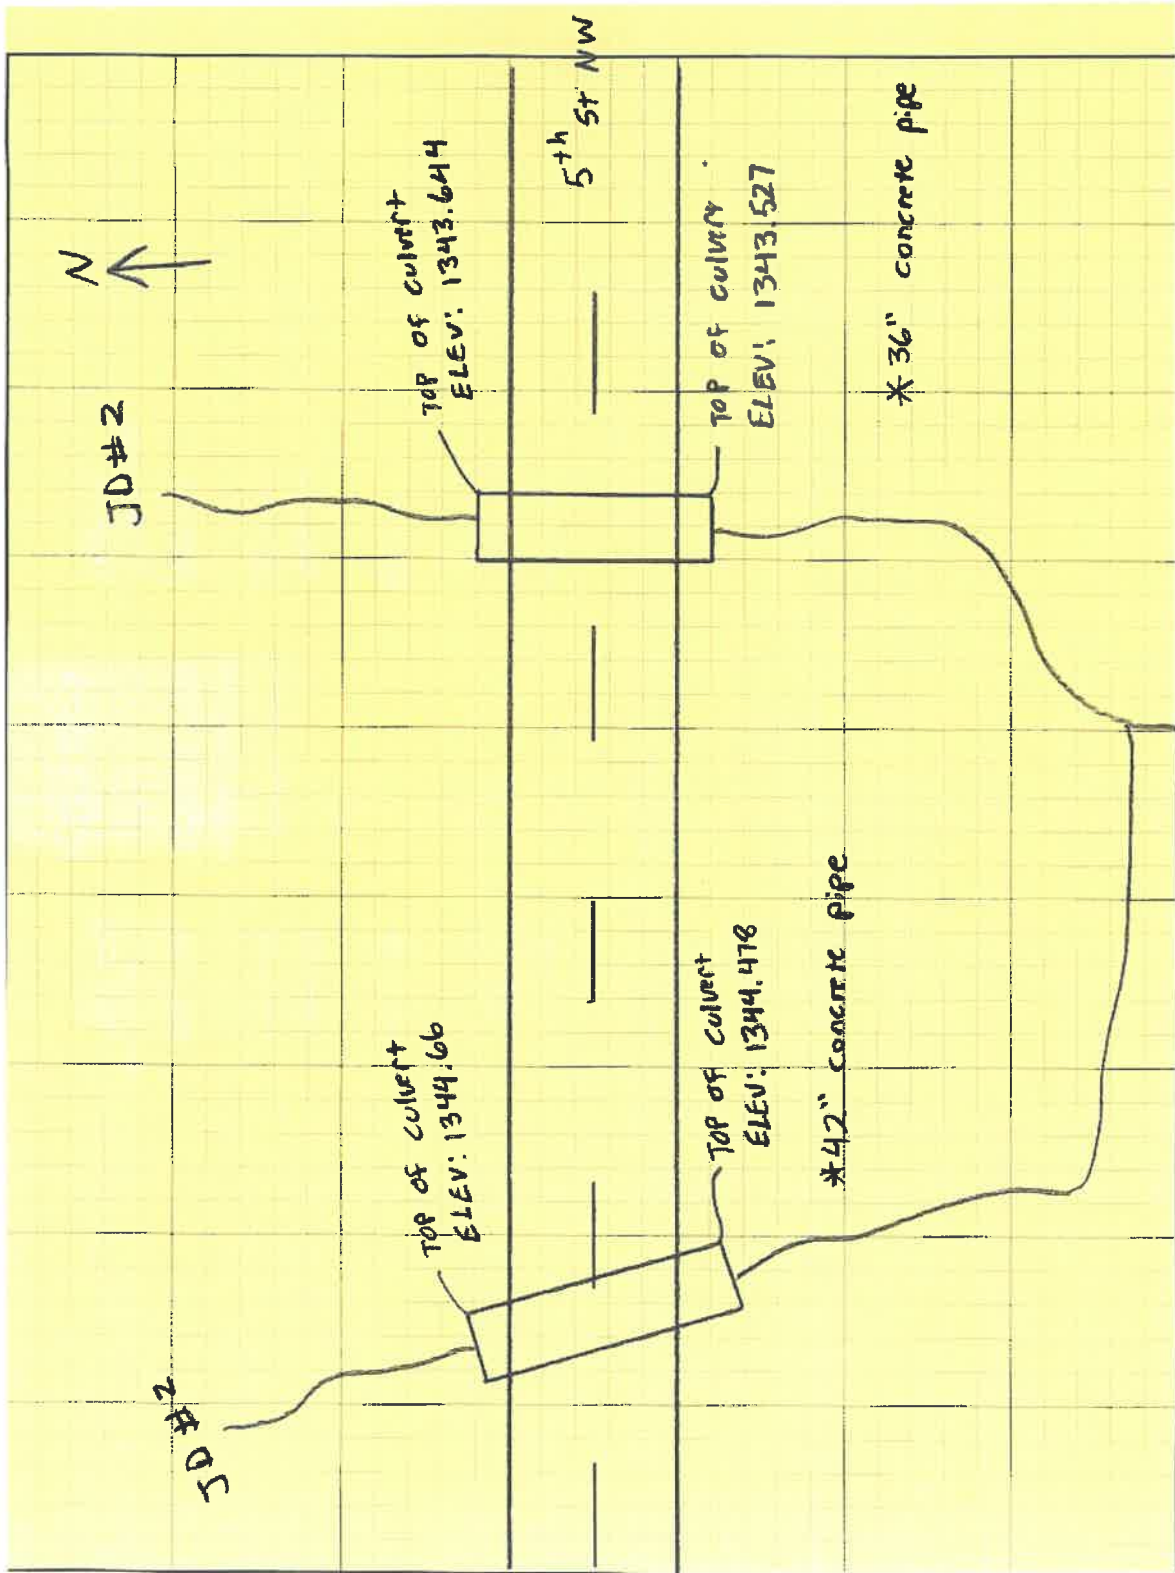 N
JD #2
JD #2
TOP OF culvert
ELEV: 1344.66
TOP OF culvert
ELEV: 1343.644
5th St NW
TOP OF culvert
ELEV: 1344.478
TOP OF culvert
ELEV: 1343.527
*42" concrete pipe
* 36" concrete pipe